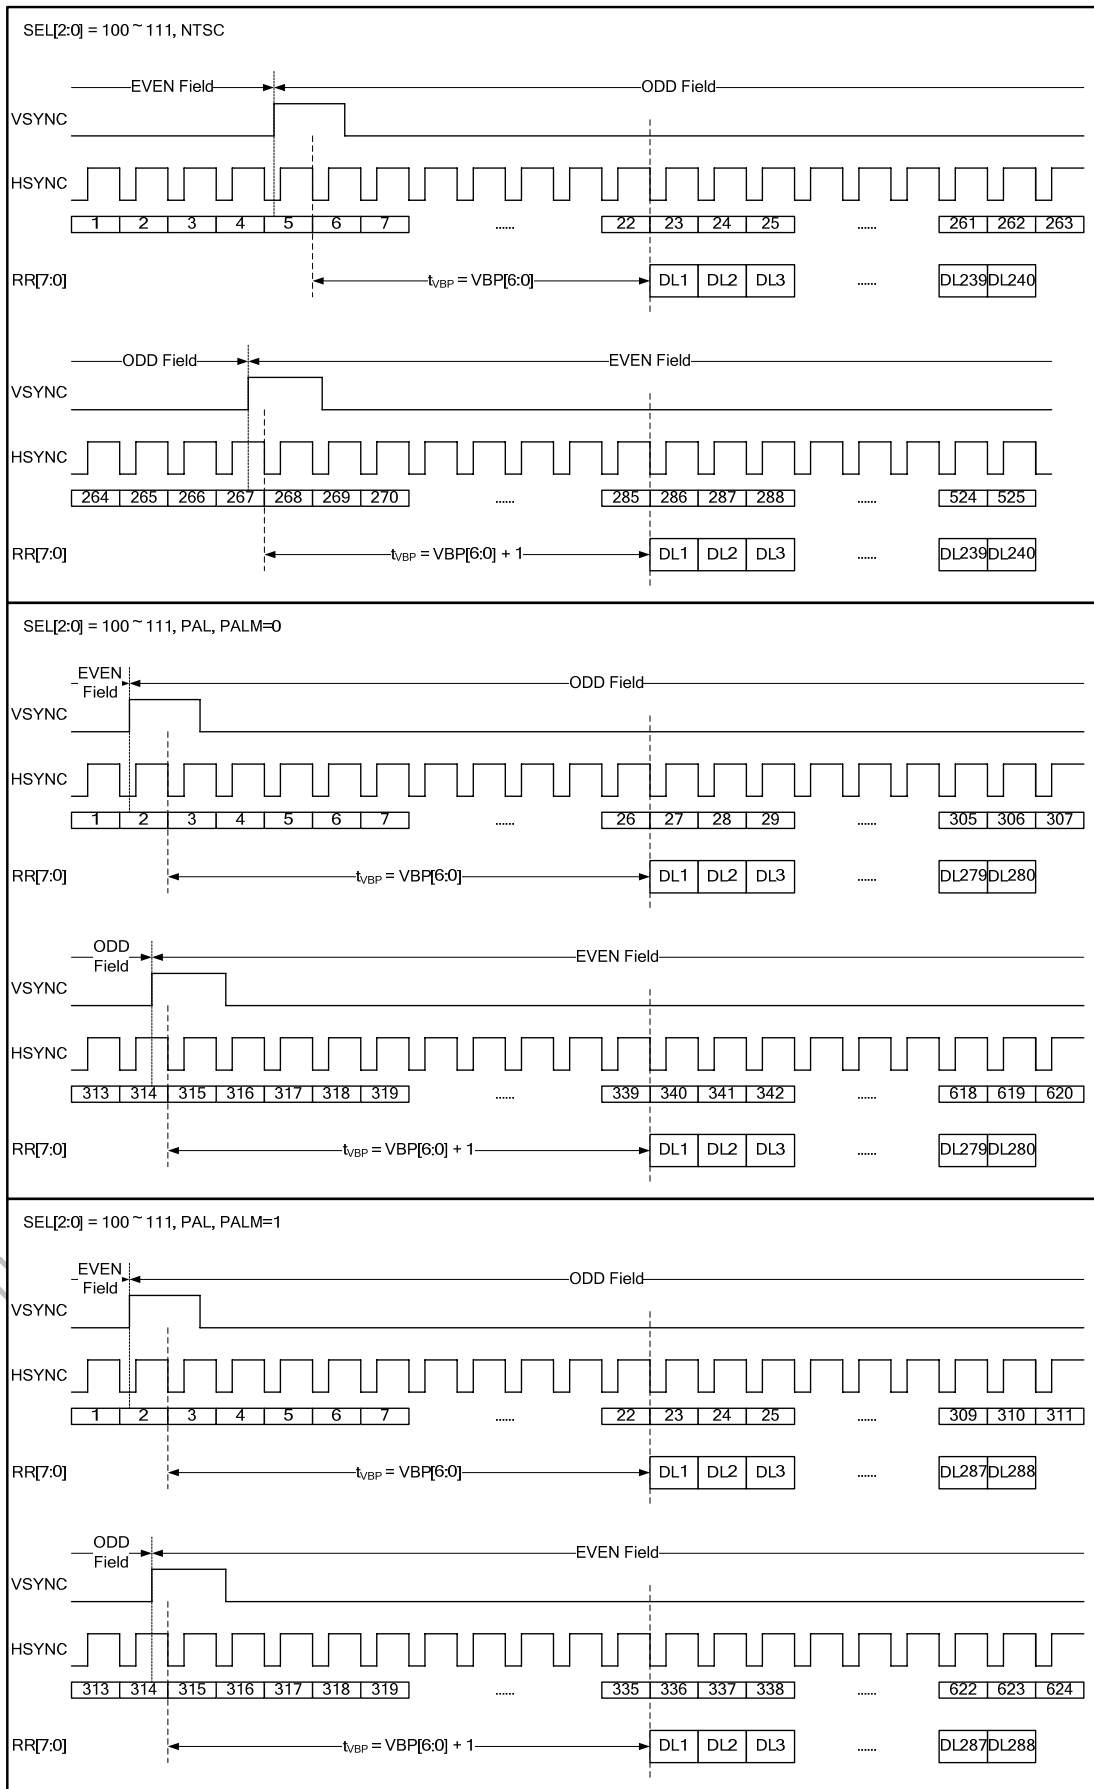 SEL[2:0] = 100 ~ 111, NTSC
EVEN Field ODD Field
VSYNC
HSYNC
1 2 3 4 5 6 7 ...... 22 23 24 25 ...... 261 262 263
RR[7:0] tVBP = VBP[6:0] DL1 DL2 DL3 ...... DL239 DL240
ODD Field EVEN Field
VSYNC
HSYNC
264 265 266 267 268 269 270 ...... 285 286 287 288 ...... 524 525
RR[7:0] tVBP = VBP[6:0] + 1 DL1 DL2 DL3 ...... DL239 DL240
SEL[2:0] = 100 ~ 111, PAL, PALM=0
EVEN Field ODD Field
VSYNC
HSYNC
1 2 3 4 5 6 7 ...... 26 27 28 29 ...... 305 306 307
RR[7:0] tVBP = VBP[6:0] DL1 DL2 DL3 ...... DL279 DL280
ODD Field EVEN Field
VSYNC
HSYNC
313 314 315 316 317 318 319 ...... 339 340 341 342 ...... 618 619 620
RR[7:0] tVBP = VBP[6:0] + 1 DL1 DL2 DL3 ...... DL279 DL280
SEL[2:0] = 100 ~ 111, PAL, PALM=1
EVEN Field ODD Field
VSYNC
HSYNC
1 2 3 4 5 6 7 ...... 22 23 24 25 ...... 309 310 311
RR[7:0] tVBP = VBP[6:0] DL1 DL2 DL3 ...... DL287 DL288
ODD Field EVEN Field
VSYNC
HSYNC
313 314 315 316 317 318 319 ...... 335 336 337 338 ...... 622 623 624
RR[7:0] tVBP = VBP[6:0] + 1 DL1 DL2 DL3 ...... DL287 DL288